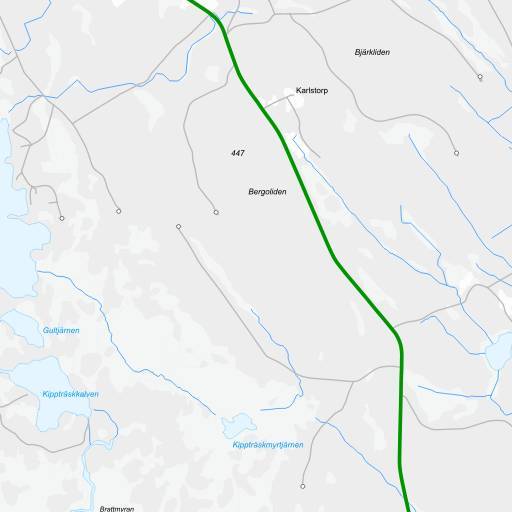 Bjärkliden
Karlstorp
447
Bergoliden
Gultjärnen
Kippträskkalven
Kippträskmyrtjärnen
Brattmyran